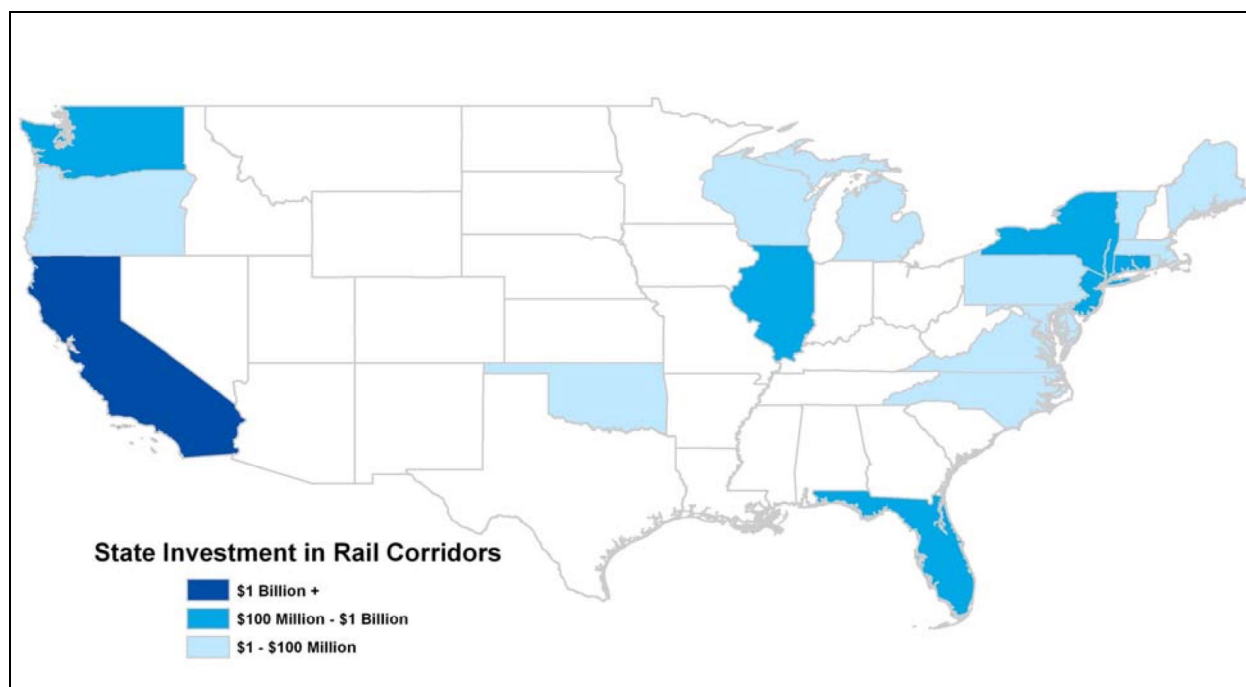 State Investment in Rail Corridors
$1 Billion +
$100 Million - $1 Billion
$1 - $100 Million